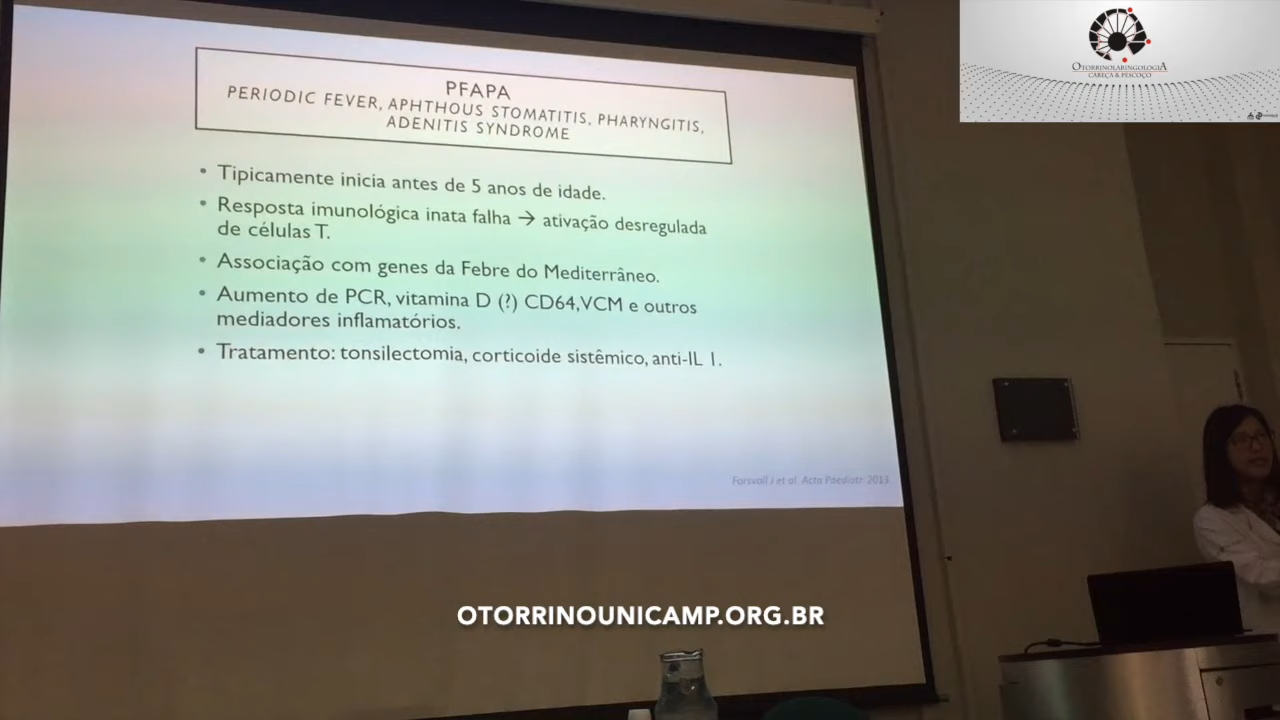 PFAPA
PERIODIC FEVER, APHTHOUS STOMATITIS, PHARYNGITIS,
ADENITIS SYNDROME
• Tipicamente inicia antes de 5 anos de idade.
• Resposta imunológica inata falha → ativação desregulada
de células T.
• Associação com genes da Febre do Mediterrâneo.
• Aumento de PCR, vitamina D (?) CD64,VCM e outros
mediadores inflamatórios.
• Tratamento: tonsilectomia, corticoide sistêmico, anti-IL 1.
Forsvoll J et al. Acta Paediatr. 2013
OTORRINOLARINGOLOGIA
CABEÇA & PESCOÇO
OTORRINOUNICAMP.ORG.BR